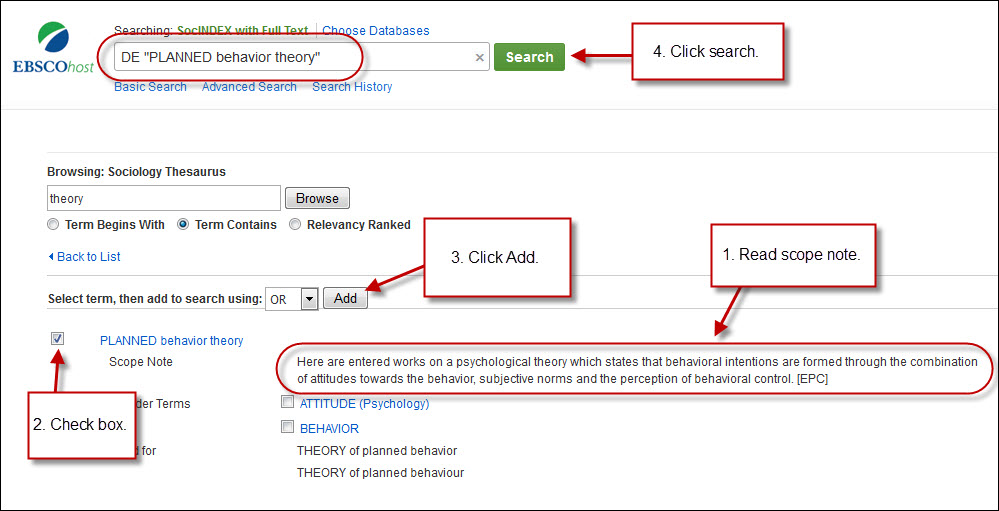 Searching: SocINDEX with Full Text | Choose Databases
EBSCOhost
DE "PLANNED behavior theory" ×
Search
4. Click search.
Basic Search Advanced Search Search History
Browsing: Sociology Thesaurus
theory
Browse
Term Begins With Term Contains Relevancy Ranked
Back to List
3. Click Add.
1. Read scope note.
Select term, then add to search using: OR Add
PLANNED behavior theory
Scope Note
Here are entered works on a psychological theory which states that behavioral intentions are formed through the combination
of attitudes towards the behavior, subjective norms and the perception of behavioral control. [EPC]
2. Check box.
der Terms
ATTITUDE (Psychology)
BEHAVIOR
d for
THEORY of planned behavior
THEORY of planned behaviour